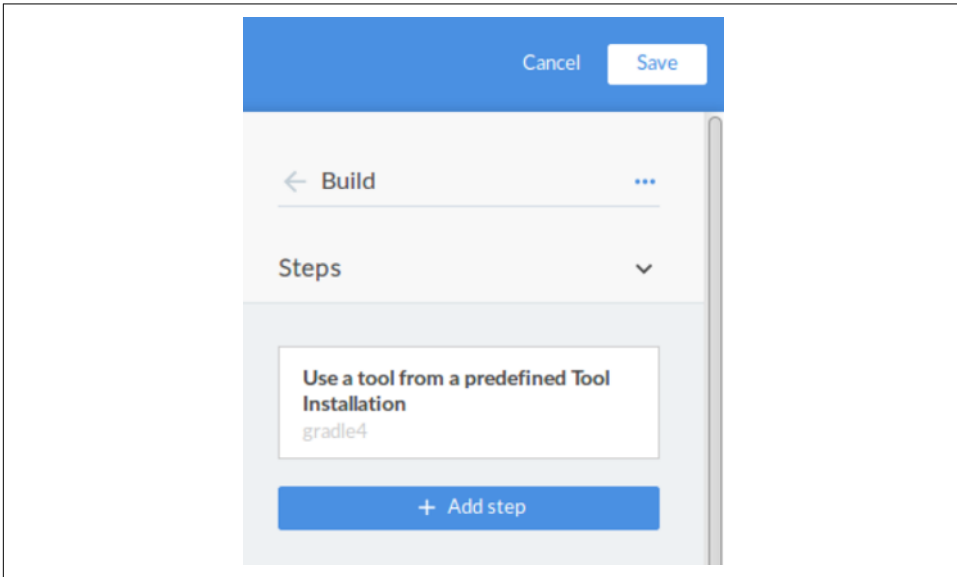 Cancel Save
Build
Steps
Use a tool from a predefined Tool
Installation
gradle4
+ Add step